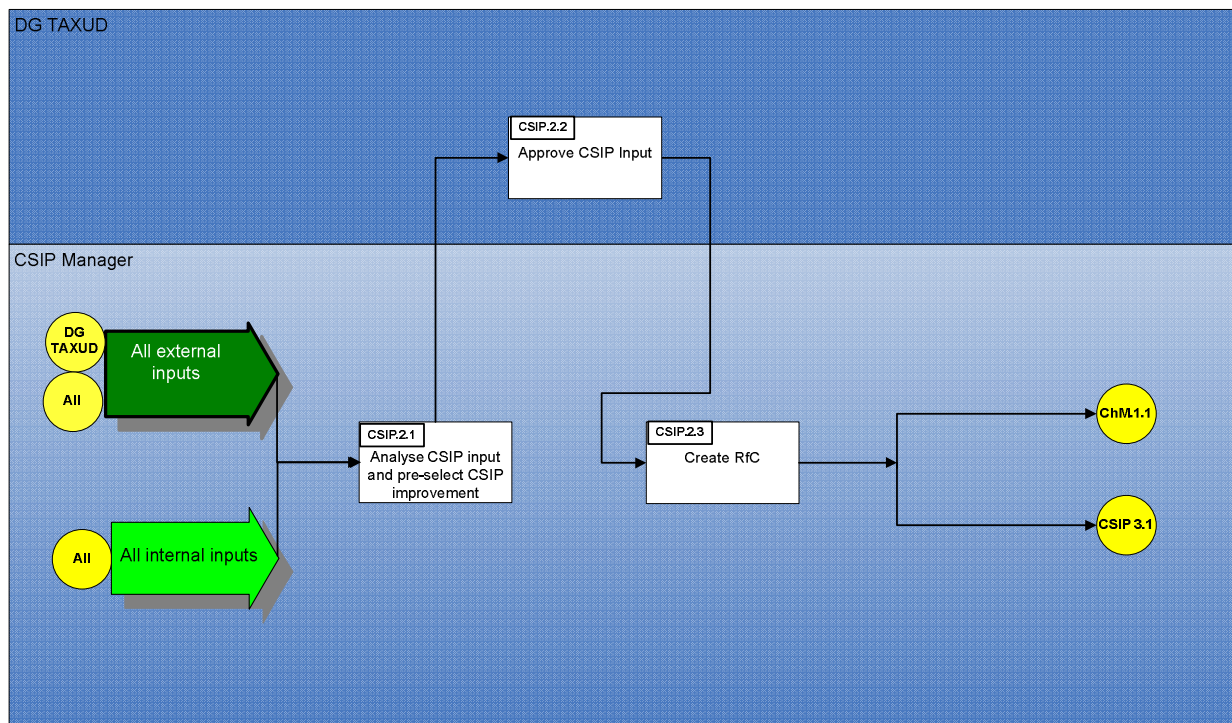 DG TAXUD
CSIP.2.2
Approve CSIP Input
CSIP Manager
DG
TAXUD
All external
inputs
All
CSIP.2.1
Analyse CSIP input
and pre-select CSIP
improvement
CSIP.2.3
Create RfC
ChM.1.1
CSIP 3.1
All
All internal inputs